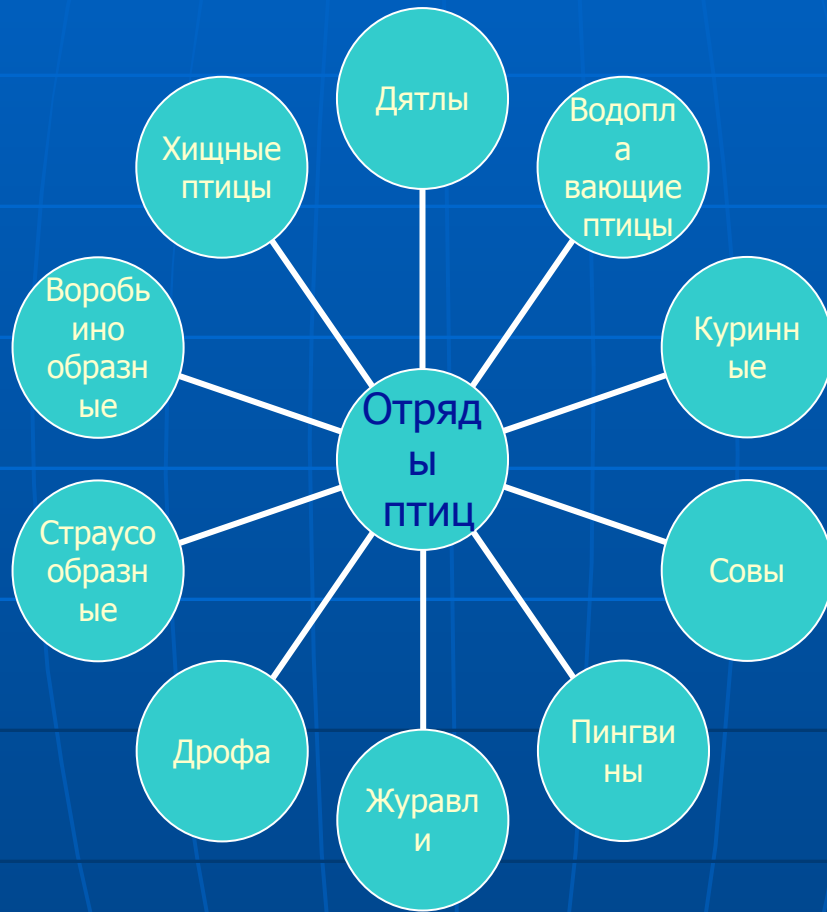 Дятлы
Водопл
а
вающие
птицы
Куринн
ые
Совы
Пингви
ны
Журавл
и
Дрофа
Страусо
образн
ые
Воробь
ино
образн
ые
Хищные
птицы
Отряд
ы
птиц